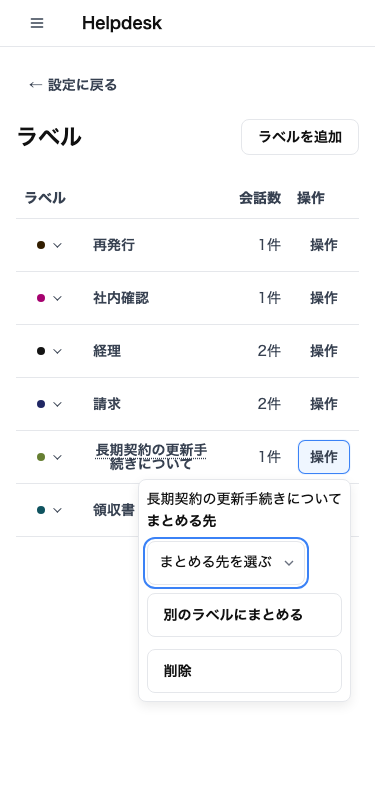 Helpdesk
← 設定に戻る
ラベル
ラベルを追加
ラベル 会話数 操作
再発行 1件 操作
社内確認 1件 操作
経理 2件 操作
請求 2件 操作
長期契約の更新手
続きについて 1件 操作
領収書
長期契約の更新手続きについて
まとめる先
まとめる先を選ぶ
別のラベルにまとめる
削除